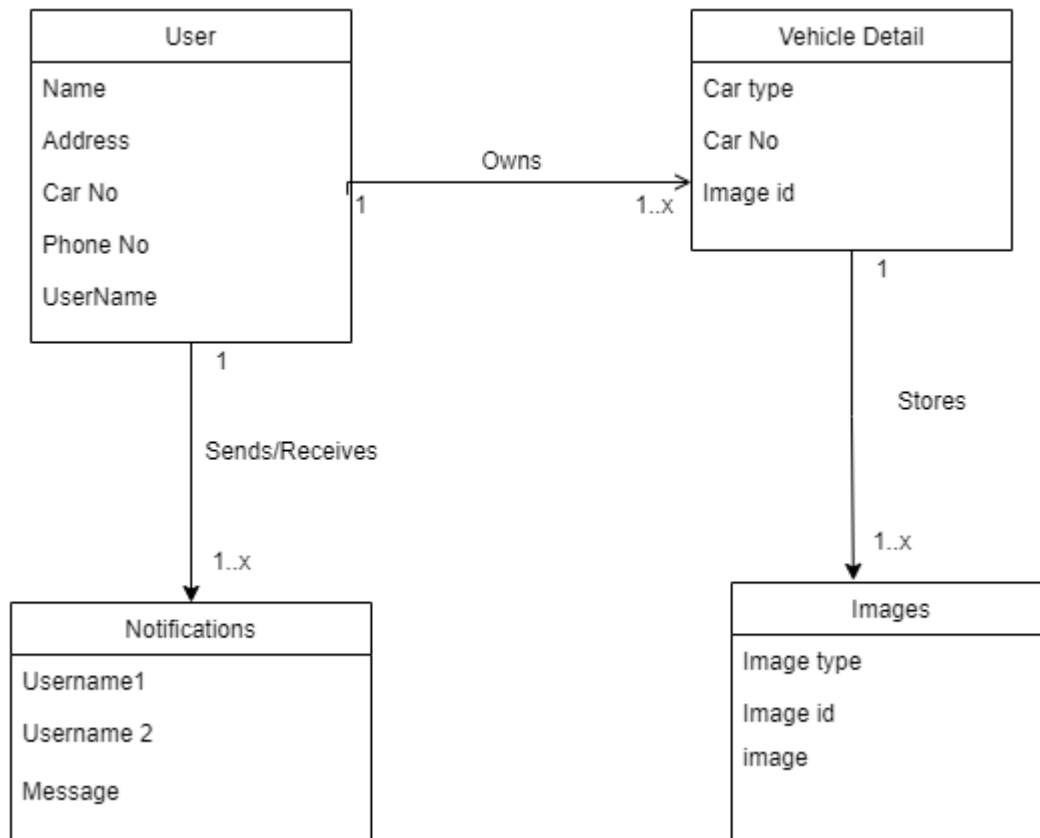 User
Name
Address
Car No
Phone No
UserName
Owns
1
1..x
Vehicle Detail
Car type
Car No
Image id
1
Sends/Receives
1..x
1
Stores
1..x
Notifications
Username1
Username 2
Message
Images
Image type
Image id
image